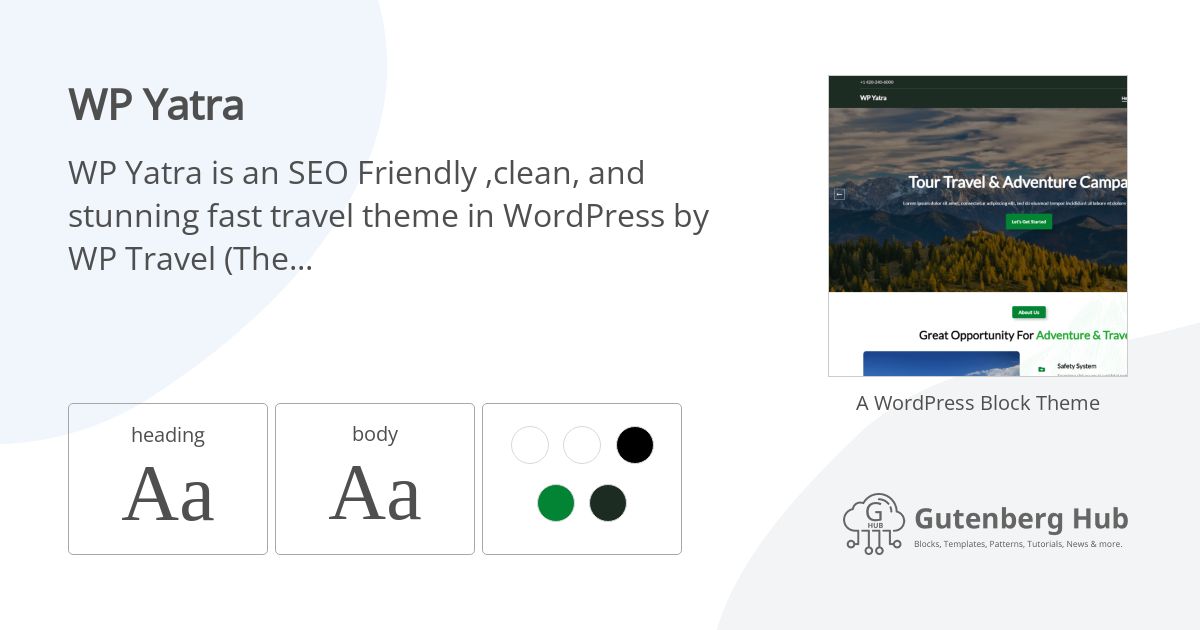 WP Yatra
WP Yatra is an SEO Friendly ,clean, and
stunning fast travel theme in WordPress by
WP Travel (The...
heading
Aa
body
Aa
+1 420-240-6000
WP Yatra
Tour Travel & Adventure Campa
Lorem ipsum dolor sit amet, consectetur adipiscing elit, sed do eiusmod tempor incididunt ut labore et dolore
Let's Get Started
About Us
Great Opportunity For Adventure & Trave
Safety System
A WordPress Block Theme
G
HUB
Gutenberg Hub
Blocks, Templates, Patterns, Tutorials, News & more.